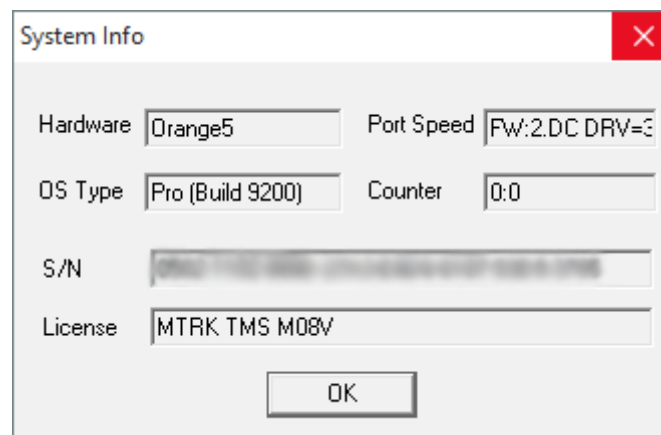 System Info
Hardware Orange5 Port Speed FW:2.DC DRV=3
OS Type Pro (Build 9200) Counter 0:0
S/N
License MTRK TMS M08V
OK